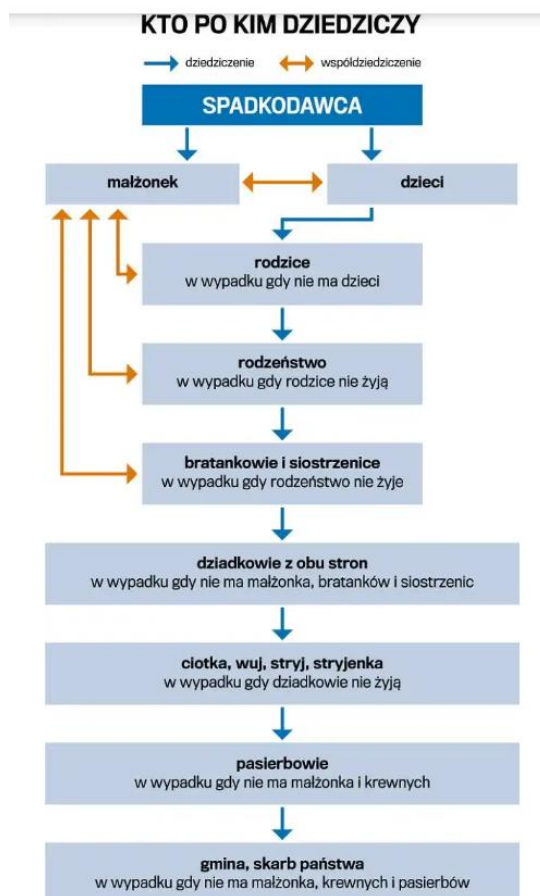 KTO PO KIM DZIEDZICZY
dziedziczenie
współdziedziczenie
SPADKODAWCA
małżonek
dzieci
rodzice
w wypadku gdy nie ma dzieci
rodzeństwo
w wypadku gdy rodzice nie żyją
bratankowie i siostrzenice
w wypadku gdy rodzeństwo nie żyje
dziadkowie z obu stron
w wypadku gdy nie ma małżonka, bratanków i siostrzenic
ciotka, wuj, stryj, stryjenka
w wypadku gdy dziadkowie nie żyją
pasierbowie
w wypadku gdy nie ma małżonka i krewnych
gmina, skarb państwa
w wypadku gdy nie ma małżonka, krewnych i pasierbów